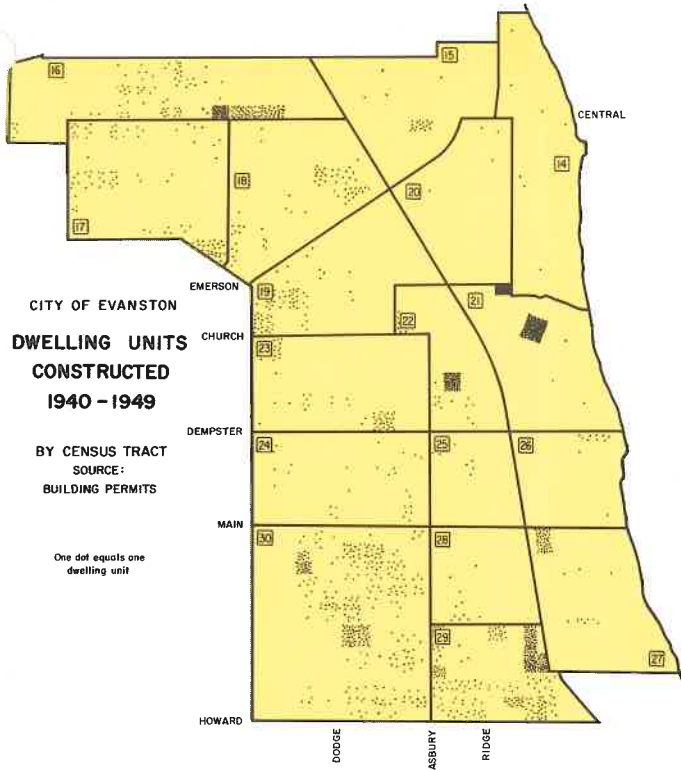 15
16
CENTRAL
14
18
20
17
EMERSON
19
21
CITY OF EVANSTON
22
CHURCH
DWELLING UNITS
23
CONSTRUCTED
1940 - 1949
DEMPSTER
24
25
26
BY CENSUS TRACT
SOURCE:
BUILDING PERMITS
MAIN
30
28
One dot equals one
dwelling unit
29
27
HOWARD
DODGE
ASBURY
RIDGE